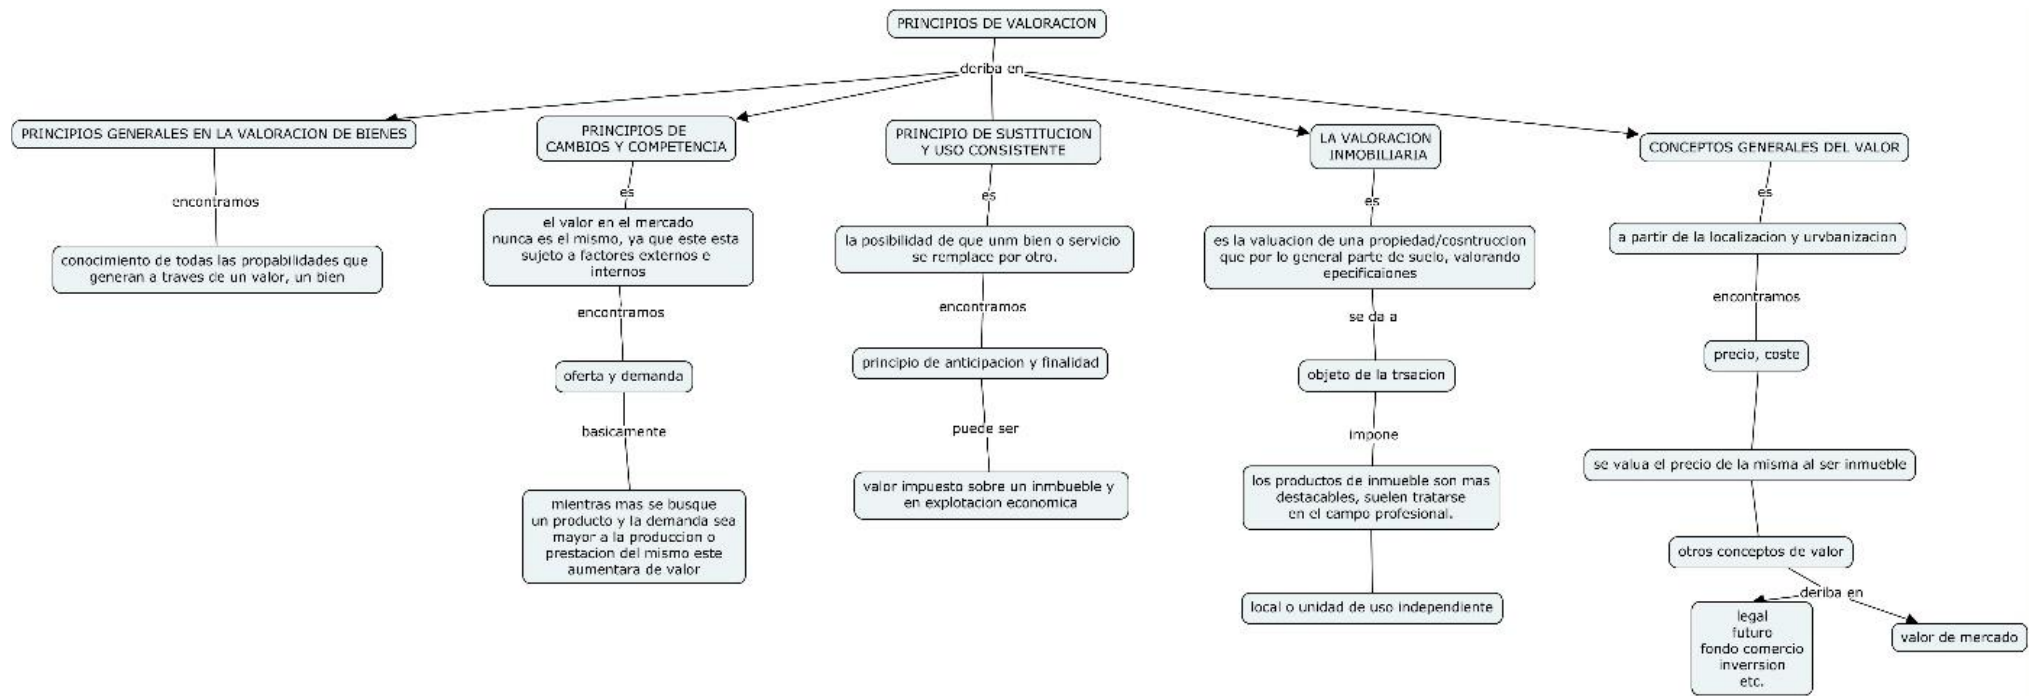 PRINCIPIOS DE VALORACION
deriba en
PRINCIPIOS GENERALES EN LA VALORACION DE BIENES
encontramos
conocimiento de todas las propabilidades que
generan a traves de un valor, un bien
PRINCIPIOS DE
CAMBIOS Y COMPETENCIA
es
el valor en el mercado
nunca es el mismo, ya que este esta
sujeto a factores externos e
internos
encontramos
oferta y demanda
basicamente
mientras mas se busque
un producto y la demanda sea
mayor a la produccion o
prestacion del mismo este
aumentara de valor
PRINCIPIO DE SUSTITUCION
Y USO CONSISTENTE
es
la posibilidad de que unm bien o servicio
se remplace por otro.
encontramos
principio de anticipacion y finalidad
puede ser
valor impuesto sobre un inmbueble y
en explotacion economica
LA VALORACION
INMOBILIARIA
es
es la valuacion de una propiedad/cosntruccion
que por lo general parte de suelo, valorando
epecificaiones
se da a
objeto de la trsacion
impone
los productos de inmueble son mas
destacables, suelen tratarse
en el campo profesional.
local o unidad de uso independiente
CONCEPTOS GENERALES DEL VALOR
es
a partir de la localizacion y urvbanizacion
encontramos
precio, coste
se valua el precio de la misma al ser inmueble
otros conceptos de valor
deriba en
legal
futuro
fondo comercio
inverrsion
etc.
valor de mercado